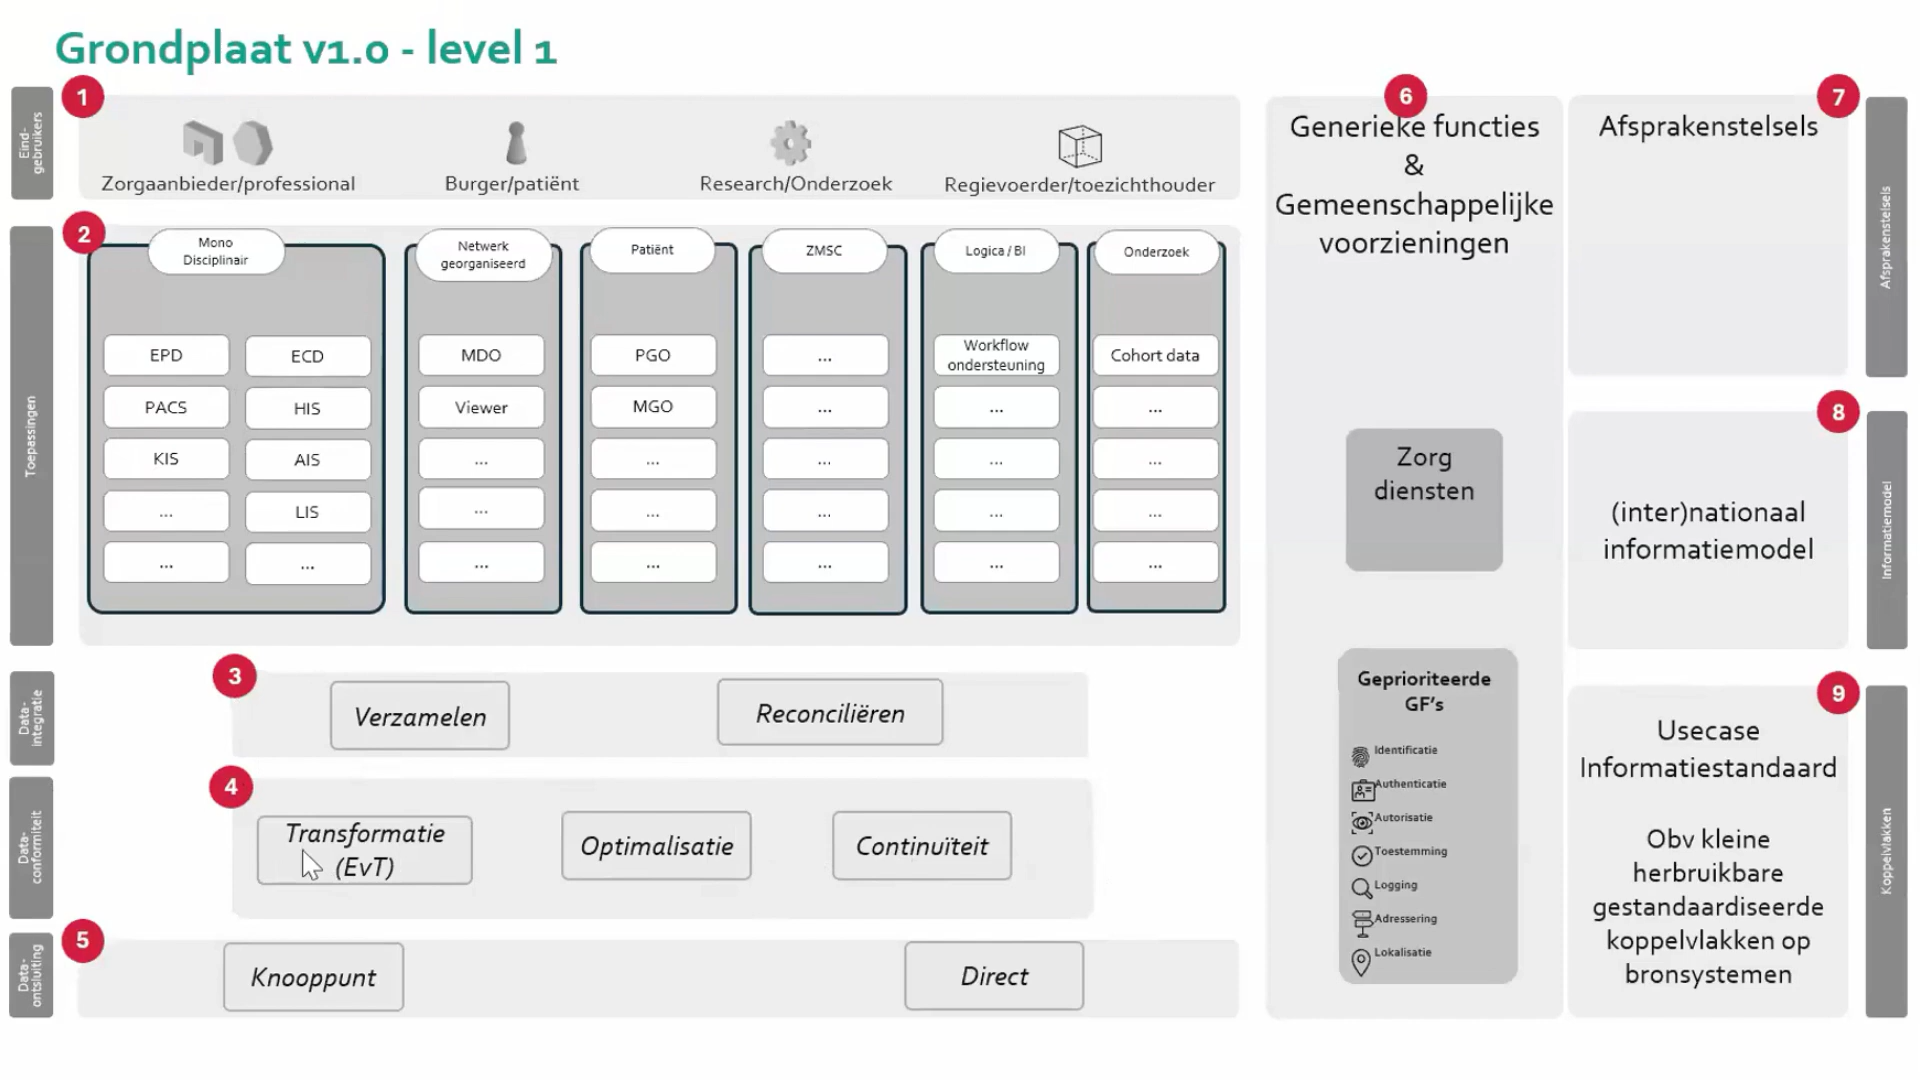 Grondplaat v1.0 - level 1
1
Eind-
gebruikers
Zorgaanbieder/professional
Burger/patiënt
Research/Onderzoek
Regievoerder/toezichthouder
2
Toepassingen
Mono
Disciplinair
EPD
ECD
PACS
HIS
KIS
AIS
...
LIS
...
...
Netwerk
georganiseerd
MDO
Viewer
...
...
...
Patiënt
PGO
MGO
...
...
...
ZMSC
...
...
...
...
...
Logica / BI
Workflow
ondersteuning
...
...
...
...
Onderzoek
Cohort data
...
...
...
...
3
Data-
integratie
Verzamelen
Reconciliëren
4
Data-
conformiteit
Transformatie
(EvT)
Optimalisatie
Continuïteit
5
Data-
ontsluiting
Knooppunt
Direct
6
Generieke functies
&
Gemeenschappelijke
voorzieningen
Zorg
diensten
Geprioriteerde
GF's
Identificatie
Authenticatie
Autorisatie
Toestemming
Logging
Adressering
Lokalisatie
7
Afsprakenstelsels
Afsprakenstelsels
8
(inter)nationaal
informatiemodel
Informatiemodel
9
Usecase
Informatiestandaard
Obv kleine
herbruikbare
gestandaardiseerde
koppelvlakken op
bronsystemen
Koppelvlakken